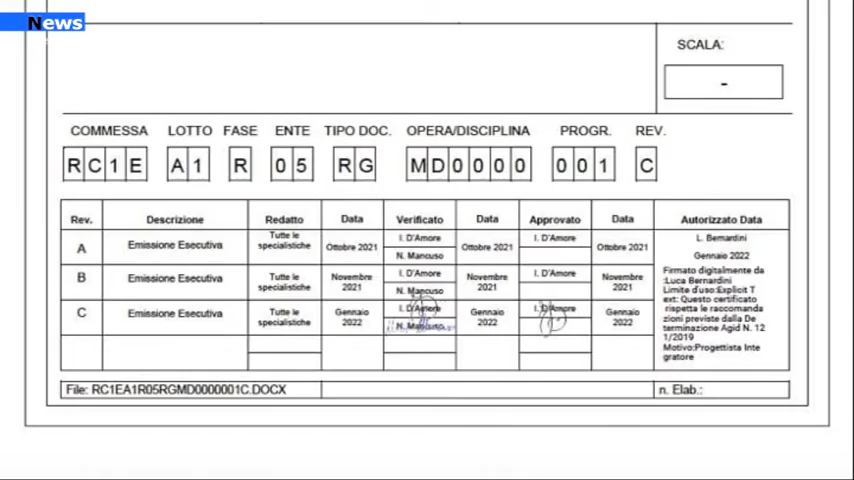 News
SCALA:
-
COMMESSA LOTTO FASE ENTE TIPO DOC. OPERA/DISCIPLINA PROGR. REV.
RC1E A1 R 05 RG MD0000 001 C
Rev. Descrizione Redatto Data Verificato Data Approvato Data Autorizzato Data
A Emissione Esecutiva Tutte le specialistiche Ottobre 2021 I. D'Amore N. Mancuso Ottobre 2021 I. D'Amore Ottobre 2021
B Emissione Esecutiva Tutte le specialistiche Novembre 2021 I. D'Amore N. Mancuso Novembre 2021 I. D'Amore Novembre 2021
C Emissione Esecutiva Tutte le specialistiche Gennaio 2022 I. D'Amore N. Mancuso Gennaio 2022 I. D'Amore Gennaio 2022
L. Bernardini
Gennaio 2022
Firmato digitalmente da
:Luca Bernardini
Limite d'uso:Explicit T
ext: Questo certificato
rispetta le raccomanda
zioni previste dalla De
terminazione Agid N. 12
1/2019
Motivo:Progettista Inte
gratore
File: RC1EA1R05RGMD0000001C.DOCX n. Elab.: